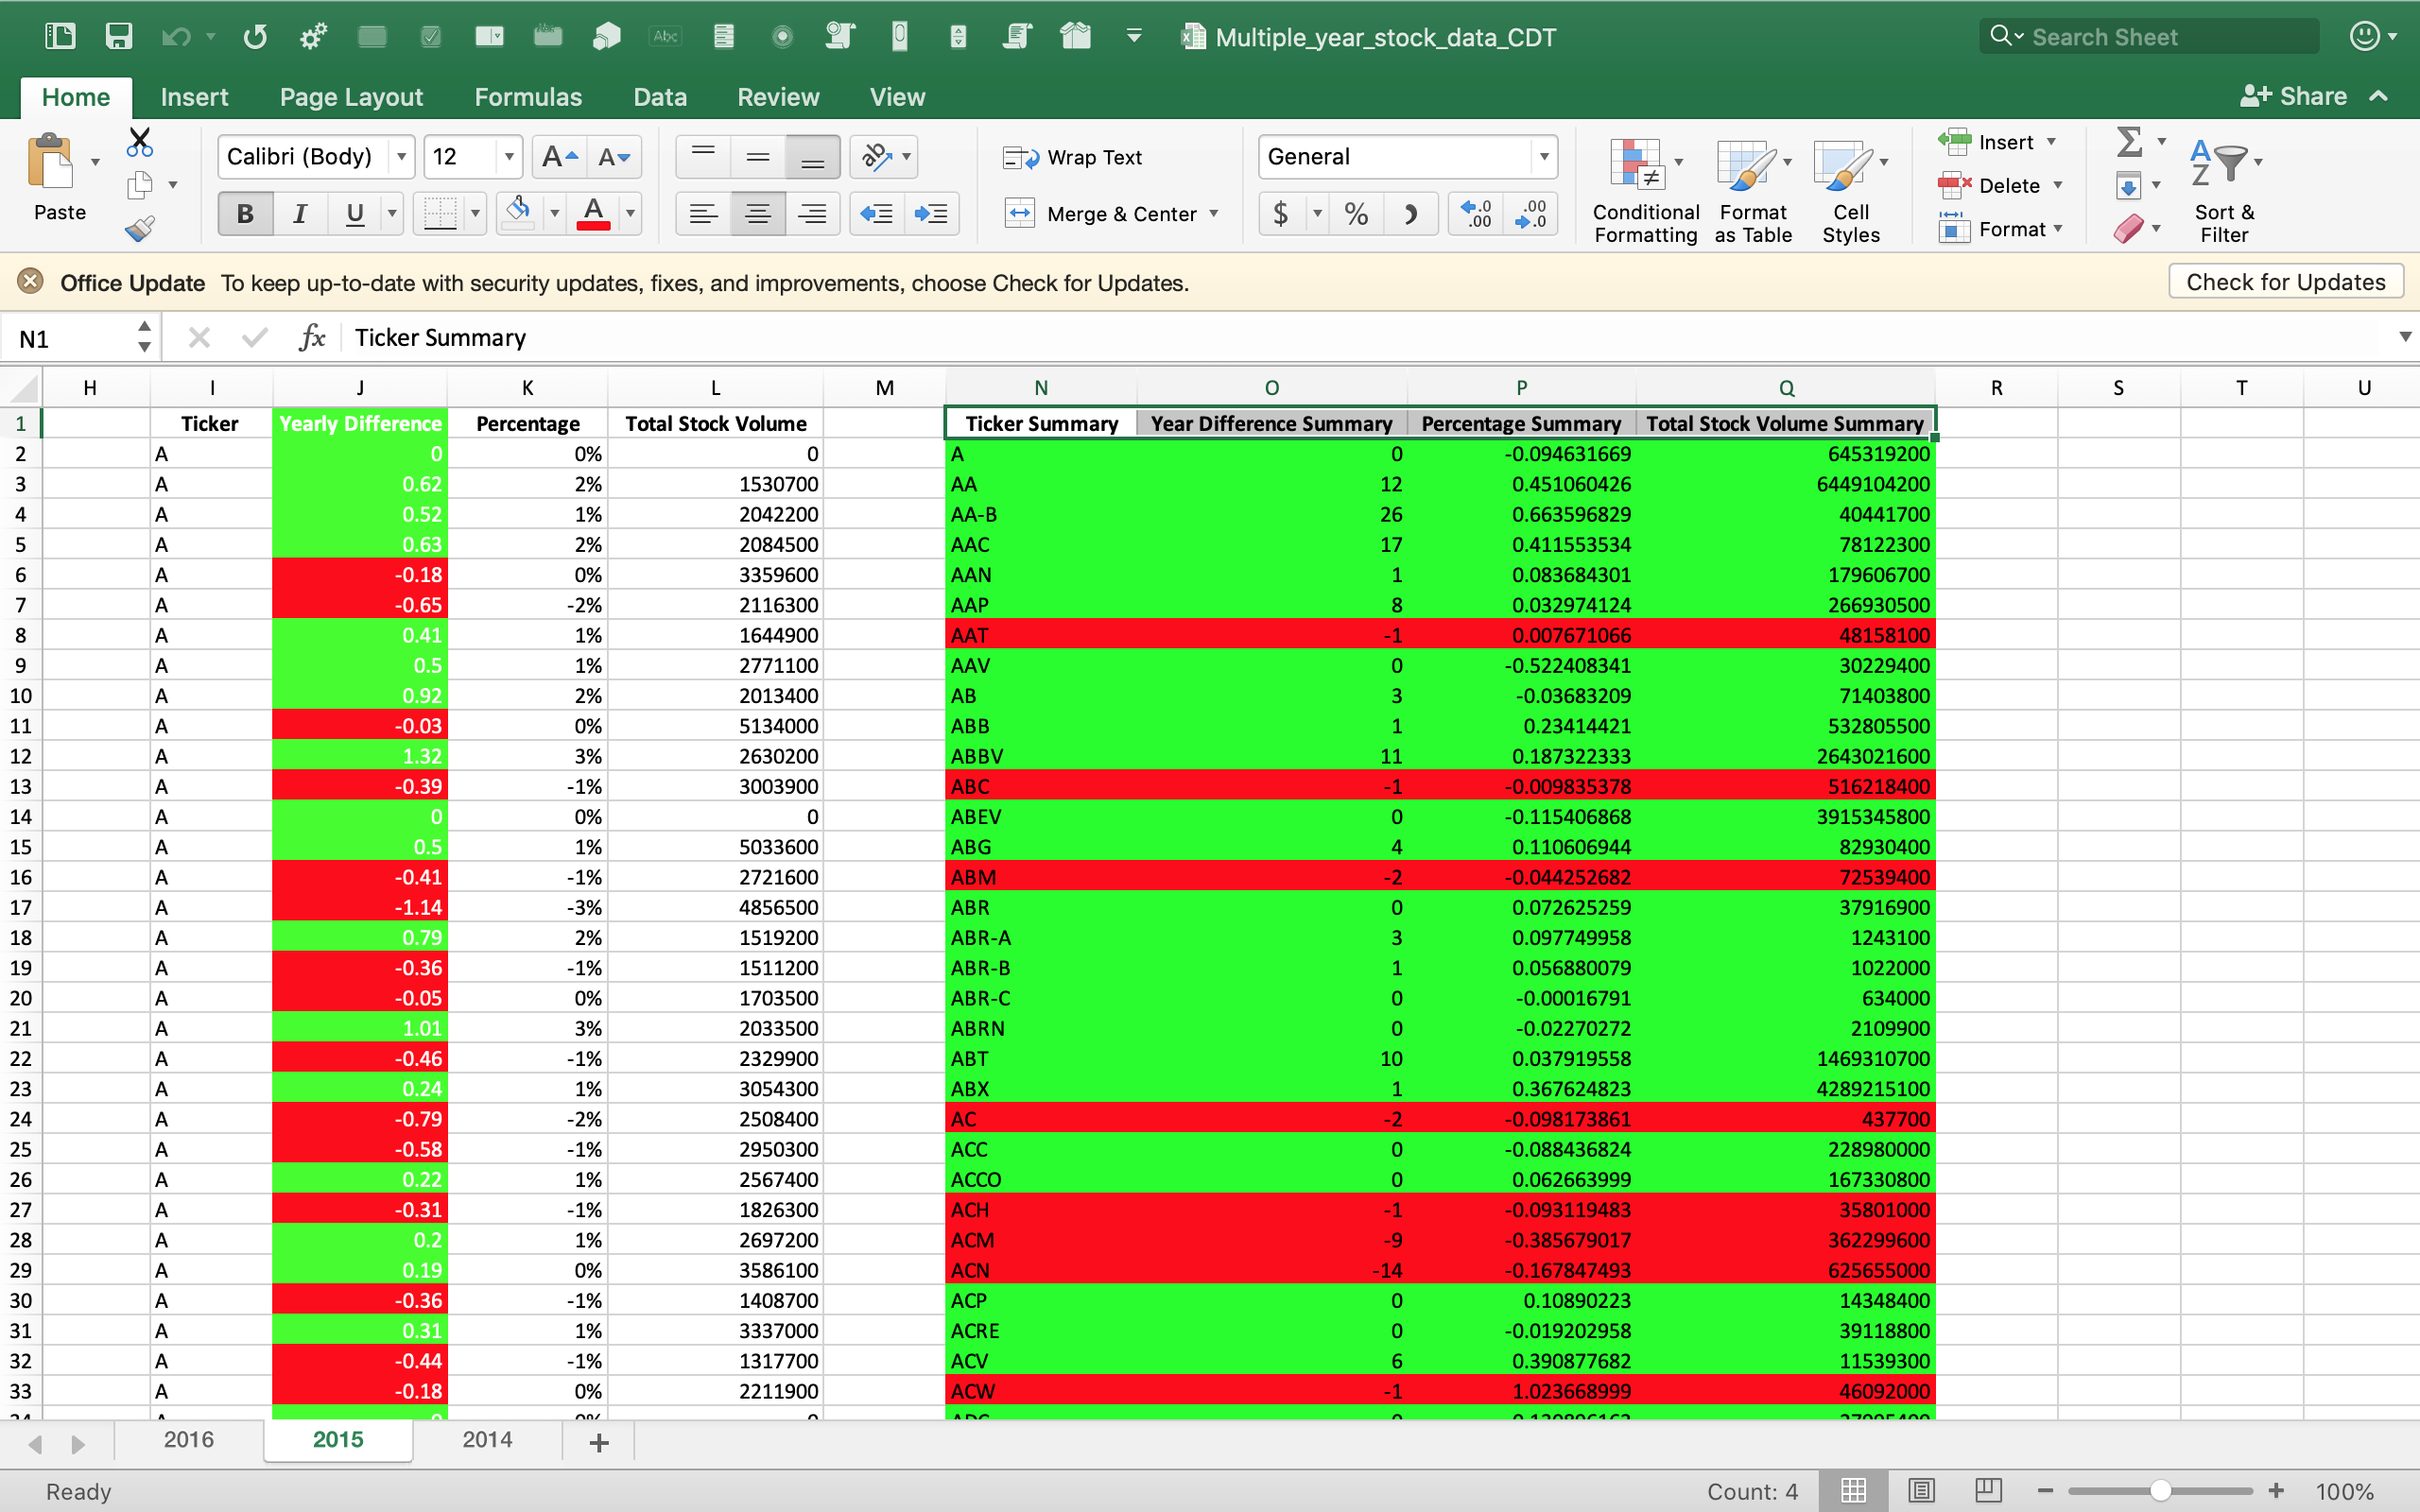 Abc
Multiple_year_stock_data_CDT
Search Sheet
Home Insert Page Layout Formulas Data Review View Share
Paste
Calibri (Body) 12
Wrap Text
Merge & Center
General
Conditional Formatting
Format as Table
Cell Styles
Insert
Delete
Format
Sort & Filter
Office Update To keep up-to-date with security updates, fixes, and improvements, choose Check for Updates. Check for Updates
N1 fx Ticker Summary
H I J K L M N O P Q R S T U
1 Ticker Yearly Difference Percentage Total Stock Volume Ticker Summary Year Difference Summary Percentage Summary Total Stock Volume Summary
2 A 0 0% 0 A 0 -0.094631669 645319200
3 A 0.62 2% 1530700 AA 12 0.451060426 6449104200
4 A 0.52 1% 2042200 AA-B 26 0.663596829 40441700
5 A 0.63 2% 2084500 AAC 17 0.411553534 78122300
6 A -0.18 0% 3359600 AAN 1 0.083684301 179606700
7 A -0.65 -2% 2116300 AAP 8 0.032974124 266930500
8 A 0.41 1% 1644900 AAT -1 0.007671066 48158100
9 A 0.5 1% 2771100 AAV 0 -0.522408341 30229400
10 A 0.92 2% 2013400 AB 3 -0.03683209 71403800
11 A -0.03 0% 5134000 ABB 1 0.23414421 532805500
12 A 1.32 3% 2630200 ABBV 11 0.187322333 2643021600
13 A -0.39 -1% 3003900 ABC -1 -0.009835378 516218400
14 A 0 0% 0 ABEV 0 -0.115406868 3915345800
15 A 0.5 1% 5033600 ABG 4 0.110606944 82930400
16 A -0.41 -1% 2721600 ABM -2 -0.044252682 72539400
17 A -1.14 -3% 4856500 ABR 0 0.072625259 37916900
18 A 0.79 2% 1519200 ABR-A 3 0.097749958 1243100
19 A -0.36 -1% 1511200 ABR-B 1 0.056880079 1022000
20 A -0.05 0% 1703500 ABR-C 0 -0.00016791 634000
21 A 1.01 3% 2033500 ABRN 0 -0.02270272 2109900
22 A -0.46 -1% 2329900 ABT 10 0.037919558 1469310700
23 A 0.24 1% 3054300 ABX 1 0.367624823 4289215100
24 A -0.79 -2% 2508400 AC -2 -0.098173861 437700
25 A -0.58 -1% 2950300 ACC 0 -0.088436824 228980000
26 A 0.22 1% 2567400 ACCO 0 0.062663999 167330800
27 A -0.31 -1% 1826300 ACH -1 -0.093119483 35801000
28 A 0.2 1% 2697200 ACM -9 -0.385679017 362299600
29 A 0.19 0% 3586100 ACN -14 -0.167847493 625655000
30 A -0.36 -1% 1408700 ACP 0 0.10890223 14348400
31 A 0.31 1% 3337000 ACRE 0 -0.019202958 39118800
32 A -0.44 -1% 1317700 ACV 6 0.390877682 11539300
33 A -0.18 0% 2211900 ACW -1 1.023668999 46092000
2016 2015 2014
Ready Count: 4 100%